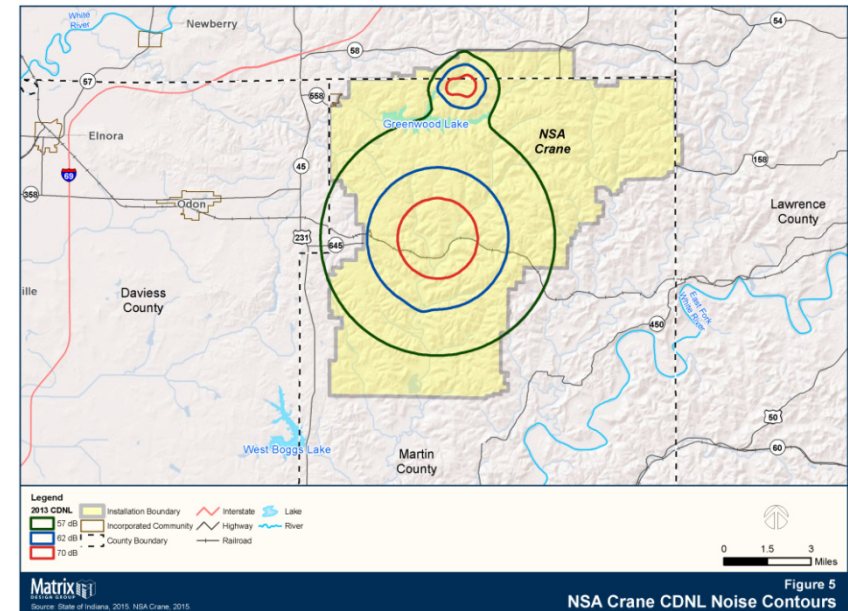 White
River
Newberry
54
58
57
558
Elnora
Greenwood Lake
NSA
Crane
45
158
69
358
Odon
Lawrence
County
231
645
ville
Daviess
County
East Fork
White River
450
50
West Boggs Lake
60
Martin
County
Legend
2013 CDNL
57 dB
62 dB
70 dB
Installation Boundary
Incorporated Community
County Boundary
Interstate
Highway
Railroad
Lake
River
0 1.5 3
Miles
Matrix
DESIGN GROUP
Source: State of Indiana, 2015. NSA Crane, 2015.
Figure 5
NSA Crane CDNL Noise Contours